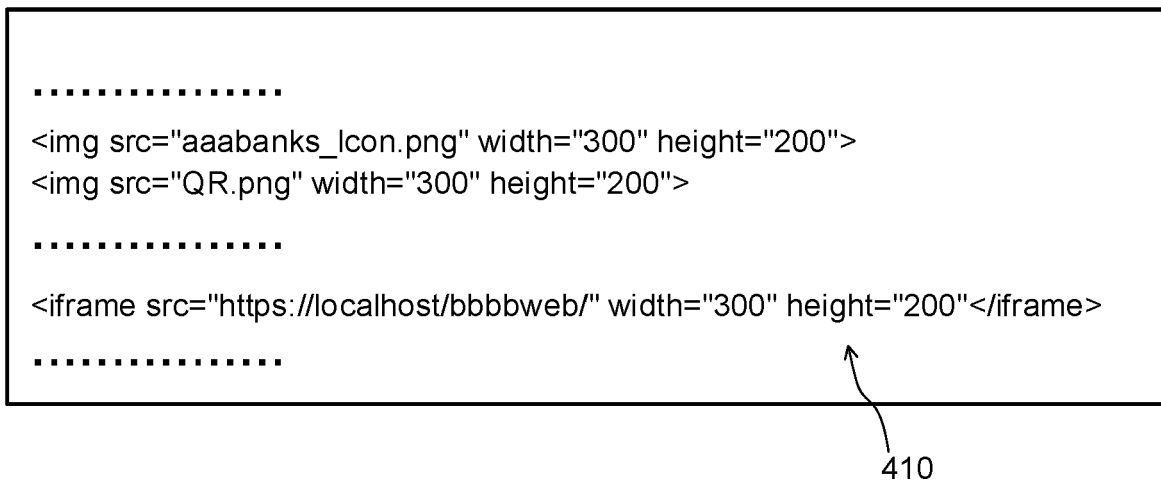 ................
<img src="aaabanks_Icon.png" width="300" height="200">
<img src="QR.png" width="300" height="200">
................
<iframe src="https://localhost/bbbbweb/" width="300" height="200"</iframe>
................
410